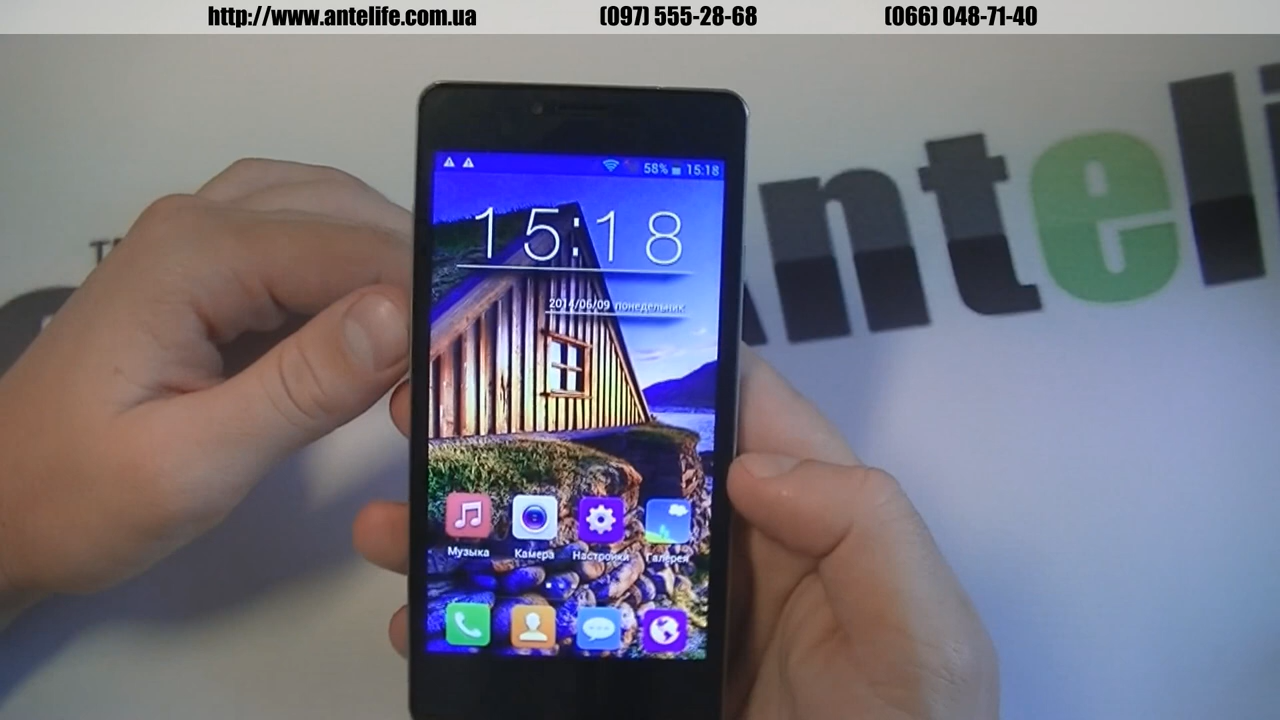 http://www.antelife.com.ua (097) 555-28-68 (066) 048-71-40
58% 15:18
15:18
2014/06/09 понедельник
Музыка Камера Настройки Галерея
Anteli